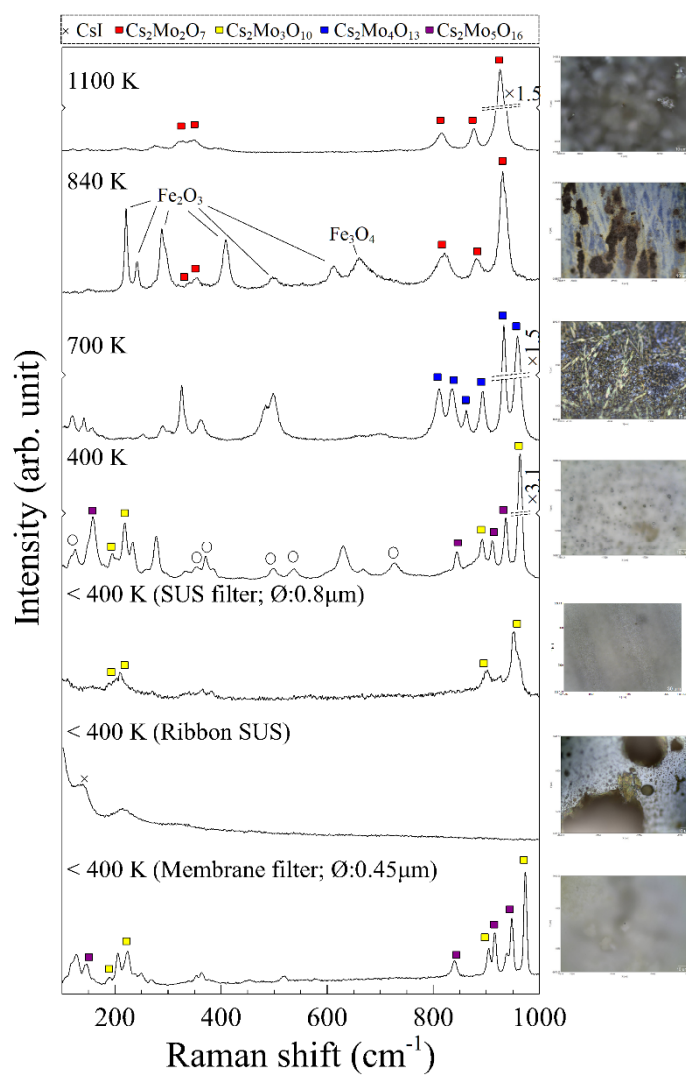 × CsI Cs₂Mo₂O₇ Cs₂Mo₃O₁₀ Cs₂Mo₄O₁₃ Cs₂Mo₅O₁₆
1100 K
×1.5
840 K
Fe₂O₃
Fe₃O₄
700 K
×1.5
400 K
×3.1
< 400 K (SUS filter; Ø:0.8μm)
< 400 K (Ribbon SUS)
×
< 400 K (Membrane filter; Ø:0.45μm)
Intensity (arb. unit)
200 400 600 800 1000
Raman shift (cm⁻¹)